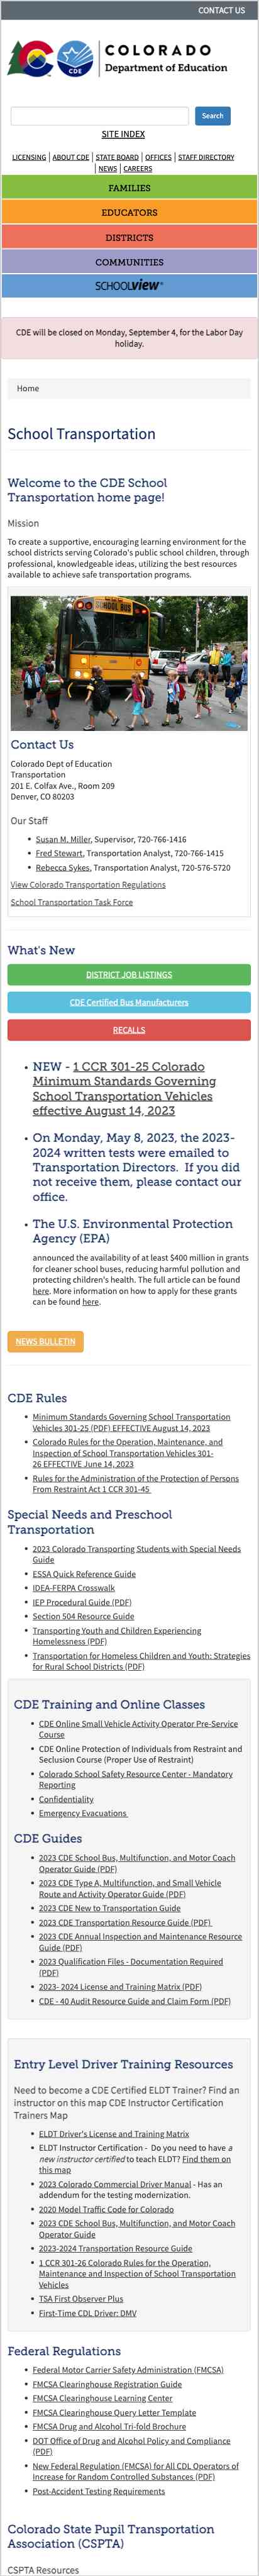 CONTACT US
CDE
COLORADO
Department of Education
Search
SITE INDEX
LICENSING | ABOUT CDE | STATE BOARD | OFFICES | STAFF DIRECTORY
| NEWS | CAREERS
FAMILIES
EDUCATORS
DISTRICTS
COMMUNITIES
SCHOOLVIEW®
CDE will be closed on Monday, September 4, for the Labor Day
holiday.
Home
School Transportation
Welcome to the CDE School
Transportation home page!
Mission
To create a supportive, encouraging learning environment for the
school districts serving Colorado's public school children, through
professional, knowledgeable ideas, utilizing the best resources
available to achieve safe transportation programs.
SCHOOL BUS
Contact Us
Colorado Dept of Education
Transportation
201 E. Colfax Ave., Room 209
Denver, CO 80203
Our Staff
• Susan M. Miller, Supervisor, 720-766-1416
• Fred Stewart, Transportation Analyst, 720-766-1415
• Rebecca Sykes, Transportation Analyst, 720-576-5720
View Colorado Transportation Regulations
School Transportation Task Force
What's New
DISTRICT JOB LISTINGS
CDE Certified Bus Manufacturers
RECALLS
• NEW - 1 CCR 301-25 Colorado
Minimum Standards Governing
School Transportation Vehicles
effective August 14, 2023
• On Monday, May 8, 2023, the 2023-
2024 written tests were emailed to
Transportation Directors. If you did
not receive them, please contact our
office.
• The U.S. Environmental Protection
Agency (EPA)
announced the availability of at least $400 million in grants
for cleaner school buses, reducing harmful pollution and
protecting children's health. The full article can be found
here. More information on how to apply for these grants
can be found here.
NEWS BULLETIN
CDE Rules
• Minimum Standards Governing School Transportation
Vehicles 301-25 (PDF) EFFECTIVE August 14, 2023
• Colorado Rules for the Operation, Maintenance, and
Inspection of School Transportation Vehicles 301-
26 EFFECTIVE June 14, 2023
• Rules for the Administration of the Protection of Persons
From Restraint Act 1 CCR 301-45
Special Needs and Preschool
Transportation
• 2023 Colorado Transporting Students with Special Needs
Guide
• ESSA Quick Reference Guide
• IDEA-FERPA Crosswalk
• IEP Procedural Guide (PDF)
• Section 504 Resource Guide
• Transporting Youth and Children Experiencing
Homelessness (PDF)
• Transportation for Homeless Children and Youth: Strategies
for Rural School Districts (PDF)
CDE Training and Online Classes
• CDE Online Small Vehicle Activity Operator Pre-Service
Course
• CDE Online Protection of Individuals from Restraint and
Seclusion Course (Proper Use of Restraint)
• Colorado School Safety Resource Center - Mandatory
Reporting
• Confidentiality
• Emergency Evacuations
CDE Guides
• 2023 CDE School Bus, Multifunction, and Motor Coach
Operator Guide (PDF)
• 2023 CDE Type A, Multifunction, and Small Vehicle
Route and Activity Operator Guide (PDF)
• 2023 CDE New to Transportation Guide
• 2023 CDE Transportation Resource Guide (PDF)
• 2023 CDE Annual Inspection and Maintenance Resource
Guide (PDF)
• 2023 Qualification Files - Documentation Required
(PDF)
• 2023- 2024 License and Training Matrix (PDF)
• CDE - 40 Audit Resource Guide and Claim Form (PDF)
Entry Level Driver Training Resources
Need to become a CDE Certified ELDT Trainer? Find an
instructor on this map CDE Instructor Certification
Trainers Map
• ELDT Driver's License and Training Matrix
• ELDT Instructor Certification - Do you need to have a
new instructor certified to teach ELDT? Find them on
this map
• 2023 Colorado Commercial Driver Manual - Has an
addendum for the testing modernization.
• 2020 Model Traffic Code for Colorado
• 2023 CDE School Bus, Multifunction, and Motor Coach
Operator Guide
• 2023-2024 Transportation Resource Guide
• 1 CCR 301-26 Colorado Rules for the Operation,
Maintenance and Inspection of School Transportation
Vehicles
• TSA First Observer Plus
• First-Time CDL Driver: DMV
Federal Regulations
• Federal Motor Carrier Safety Administration (FMCSA)
• FMCSA Clearinghouse Registration Guide
• FMCSA Clearinghouse Learning Center
• FMCSA Clearinghouse Query Letter Template
• FMCSA Drug and Alcohol Tri-fold Brochure
• DOT Office of Drug and Alcohol Policy and Compliance
(PDF)
• New Federal Regulation (FMCSA) for All CDL Operators of
Increase for Random Controlled Substances (PDF)
• Post-Accident Testing Requirements
Colorado State Pupil Transportation
Association (CSPTA)
CSPTA Resources